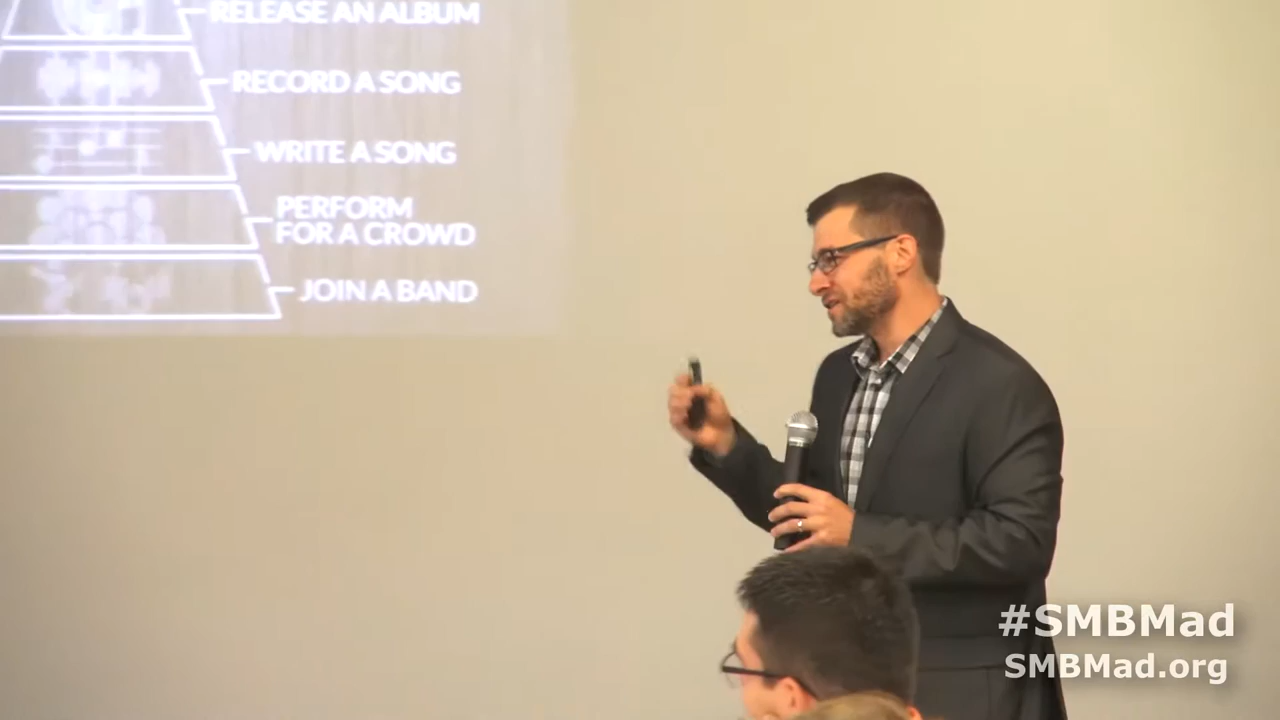 RELEASE AN ALBUM
RECORD A SONG
WRITE A SONG
PERFORM
FOR A CROWD
JOIN A BAND
#SMBMad
SMBMad.org